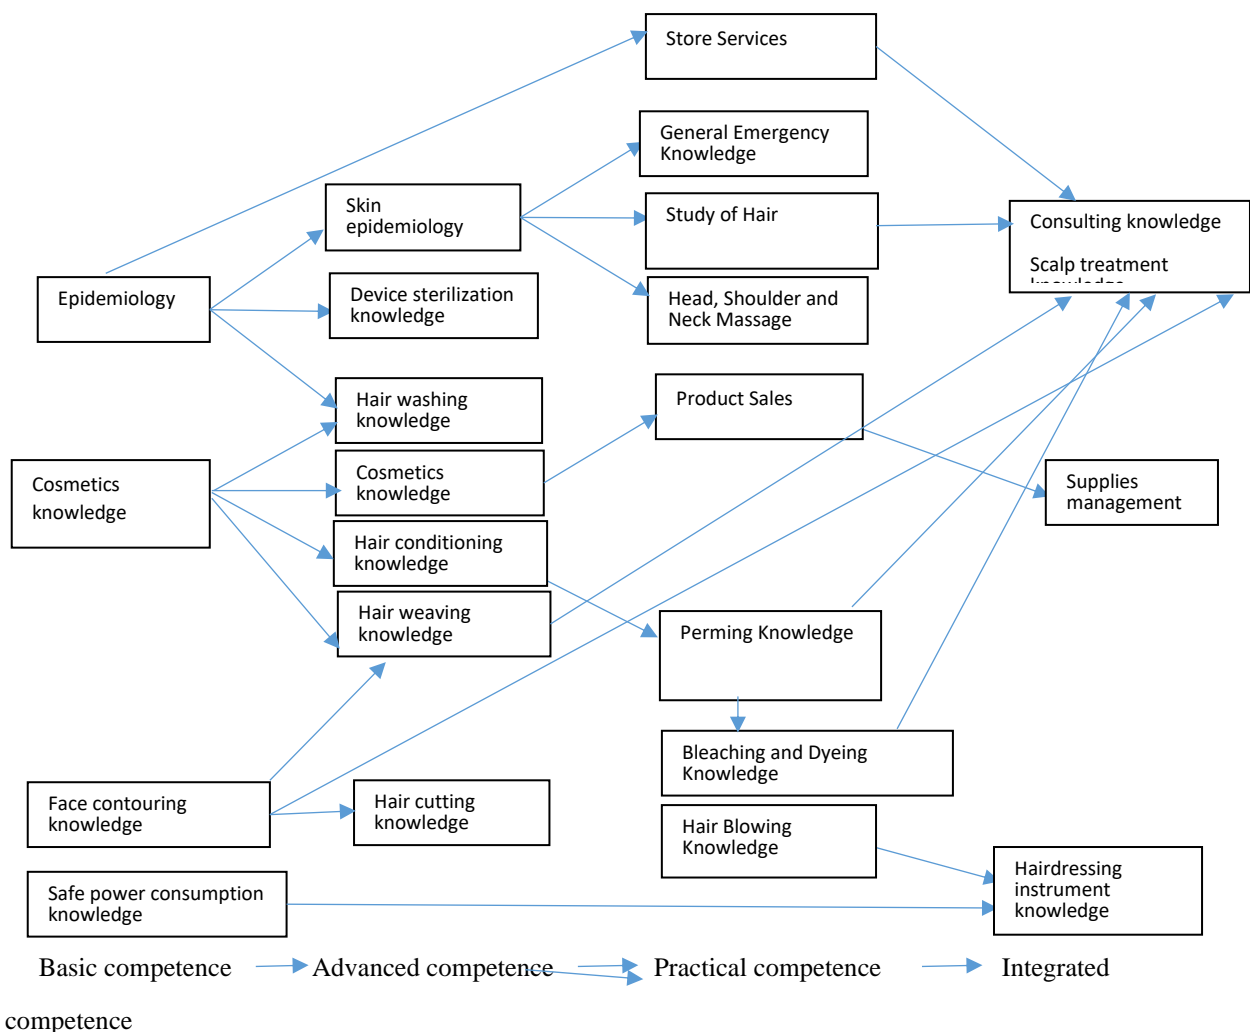 Store Services
General Emergency
Knowledge
Skin
epidemiology
Study of Hair
Consulting knowledge
Scalp treatment
knowledge
Epidemiology
Device sterilization
knowledge
Head, Shoulder and
Neck Massage
Hair washing
knowledge
Product Sales
Cosmetics
knowledge
Cosmetics
knowledge
Supplies
management
Hair conditioning
knowledge
Hair weaving
knowledge
Perming Knowledge
Bleaching and Dyeing
Knowledge
Face contouring
knowledge
Hair cutting
knowledge
Hair Blowing
Knowledge
Hairdressing
instrument
knowledge
Safe power consumption
knowledge
Basic competence Advanced competence Practical competence Integrated
competence